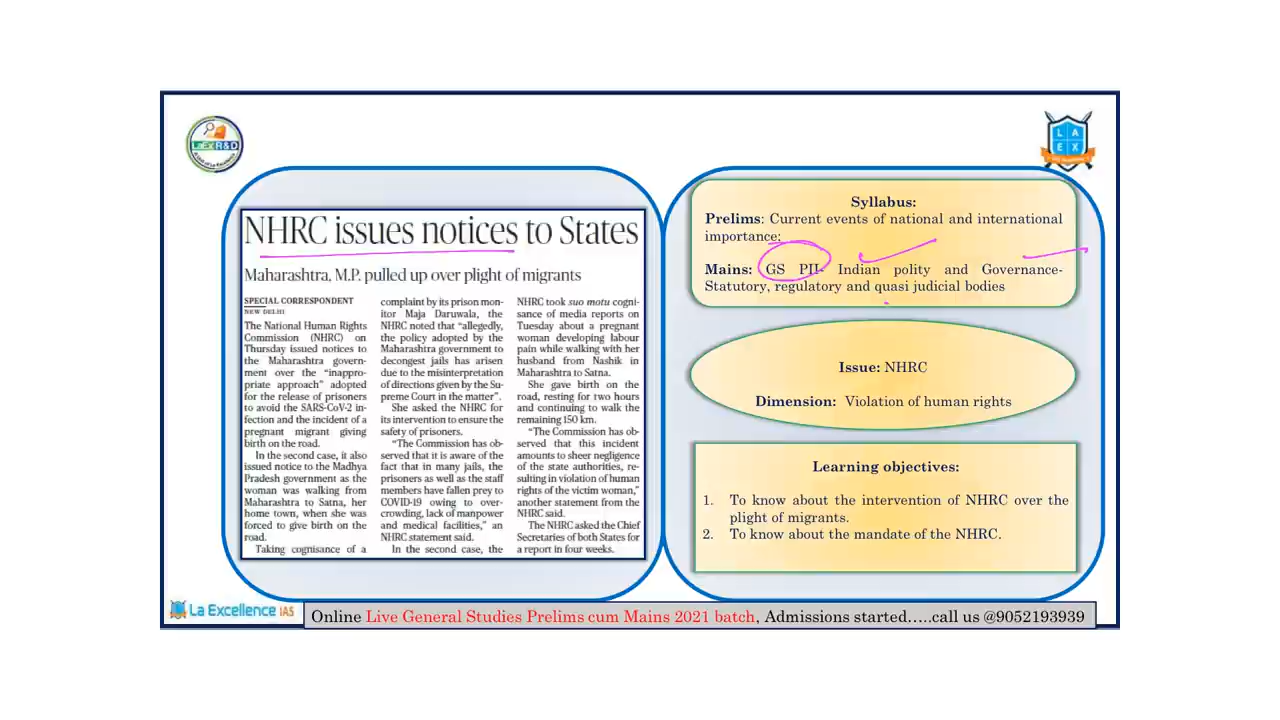 LaEx R&D
L A
E X
NHRC issues notices to States
Maharashtra, M.P. pulled up over plight of migrants
SPECIAL CORRESPONDENT
NEW DELHI
The National Human Rights
Commission (NHRC) on
Thursday issued notices to
the Maharashtra govern-
ment over the “inappro-
priate approach” adopted
for the release of prisoners
to avoid the SARS-CoV-2 in-
fection and the incident of a
pregnant migrant giving
birth on the road.
In the second case, it also
issued notice to the Madhya
Pradesh government as the
woman was walking from
Maharashtra to Satna, her
home town, when she was
forced to give birth on the
road.
Taking cognisance of a
complaint by its prison mon-
itor Maja Daruwala, the
NHRC noted that “allegedly,
the policy adopted by the
Maharashtra government to
decongest jails has arisen
due to the misinterpretation
of directions given by the Su-
preme Court in the matter”.
She asked the NHRC for
its intervention to ensure the
safety of prisoners.
“The Commission has ob-
served that it is aware of the
fact that in many jails, the
prisoners as well as the staff
members have fallen prey to
COVID-19 owing to over-
crowding, lack of manpower
and medical facilities,” an
NHRC statement said.
In the second case, the
NHRC took suo motu cogni-
sance of media reports on
Tuesday about a pregnant
woman developing labour
pain while walking with her
husband from Nashik in
Maharashtra to Satna.
She gave birth on the
road, resting for two hours
and continuing to walk the
remaining 150 km.
“The Commission has ob-
served that this incident
amounts to sheer negligence
of the state authorities, re-
sulting in violation of human
rights of the victim woman,”
another statement from the
NHRC said.
The NHRC asked the Chief
Secretaries of both States for
a report in four weeks.
Syllabus:
Prelims: Current events of national and international
importance;
Mains: GS PII- Indian polity and Governance-
Statutory, regulatory and quasi judicial bodies
Issue: NHRC
Dimension: Violation of human rights
Learning objectives:
1. To know about the intervention of NHRC over the
plight of migrants.
2. To know about the mandate of the NHRC.
La Excellence IAS
Online Live General Studies Prelims cum Mains 2021 batch, Admissions started…..call us @9052193939